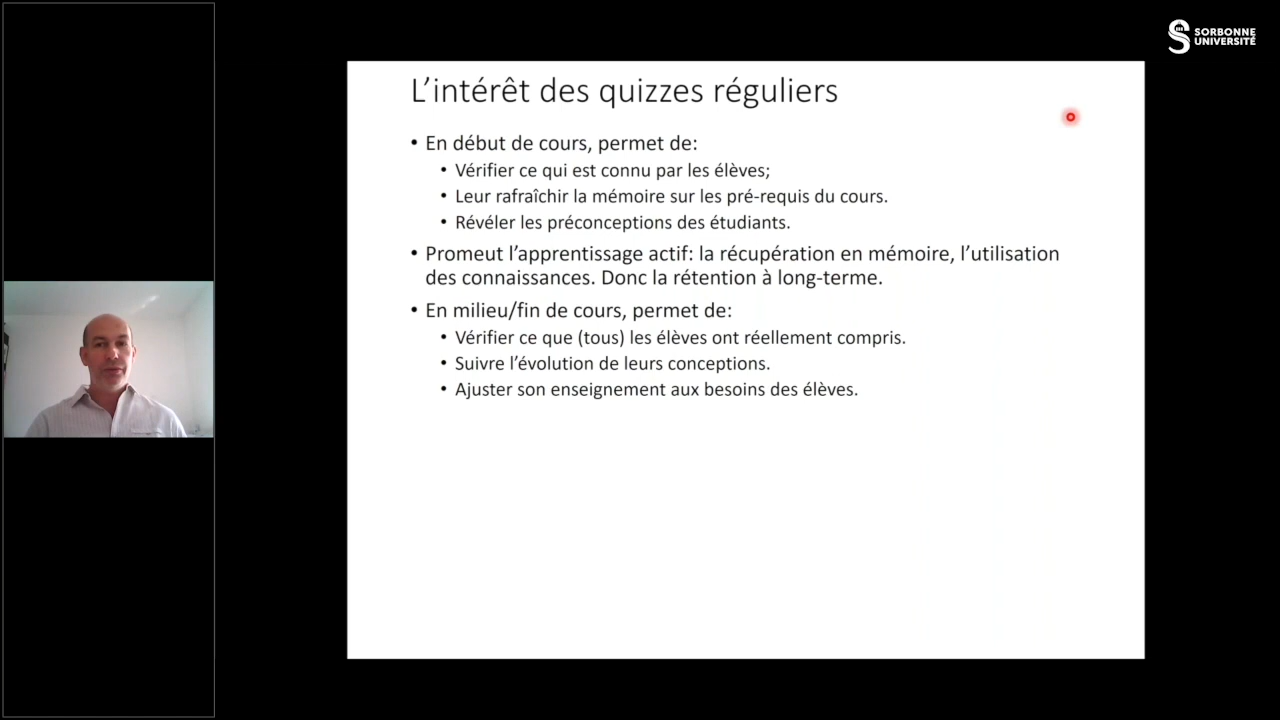 SORBONNE
UNIVERSITÉ
L'intérêt des quizzes réguliers
• En début de cours, permet de:
• Vérifier ce qui est connu par les élèves;
• Leur rafraîchir la mémoire sur les pré-requis du cours.
• Révéler les préconceptions des étudiants.
• Promeut l'apprentissage actif: la récupération en mémoire, l'utilisation
des connaissances. Donc la rétention à long-terme.
• En milieu/fin de cours, permet de:
• Vérifier ce que (tous) les élèves ont réellement compris.
• Suivre l'évolution de leurs conceptions.
• Ajuster son enseignement aux besoins des élèves.